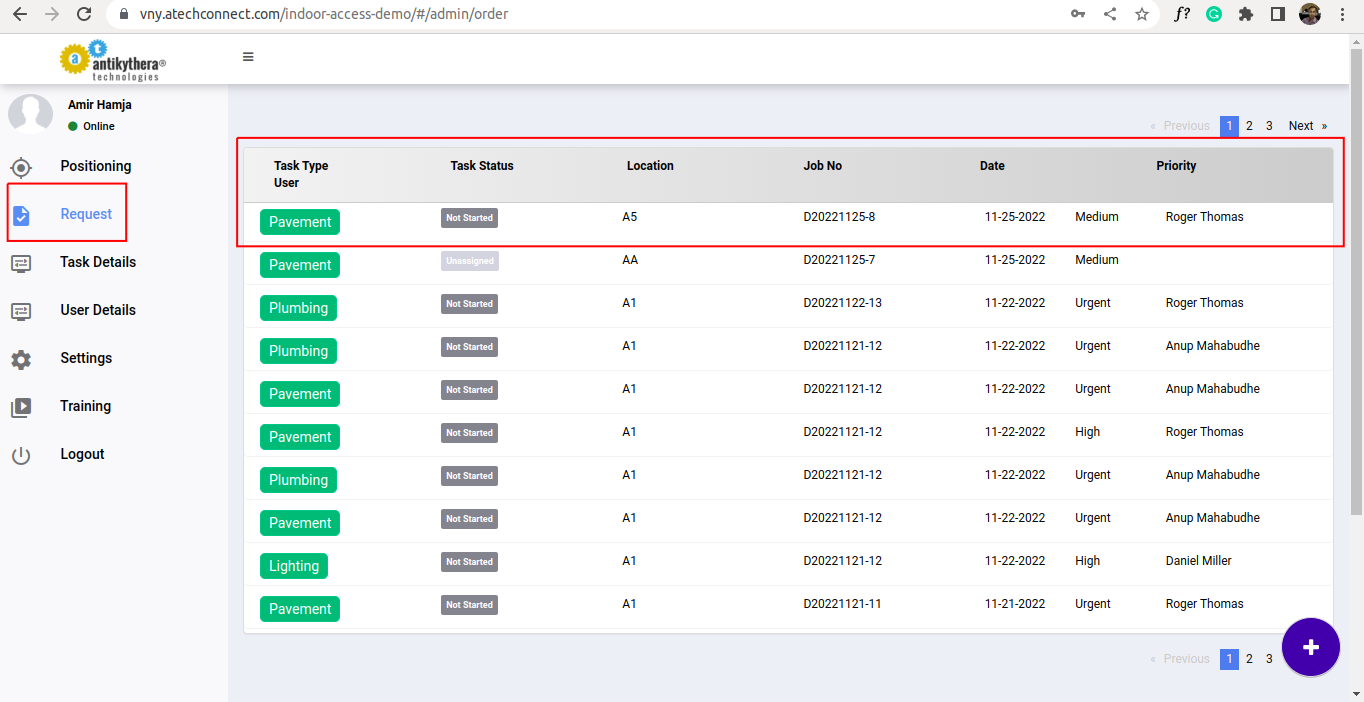 vny.atechconnect.com/indoor-access-demo/#/admin/order
f?
a t
antikythera®
technologies
Amir Hamja
Online
Positioning
Request
Task Details
User Details
Settings
Training
Logout
« Previous 1 2 3 Next »
Task Type Task Status Location Job No Date Priority
User
Pavement Not Started A5 D20221125-8 11-25-2022 Medium Roger Thomas
Pavement Unassigned AA D20221125-7 11-25-2022 Medium
Plumbing Not Started A1 D20221122-13 11-22-2022 Urgent Roger Thomas
Plumbing Not Started A1 D20221121-12 11-22-2022 Urgent Anup Mahabudhe
Pavement Not Started A1 D20221121-12 11-22-2022 Urgent Anup Mahabudhe
Pavement Not Started A1 D20221121-12 11-22-2022 High Roger Thomas
Plumbing Not Started A1 D20221121-12 11-22-2022 Urgent Anup Mahabudhe
Pavement Not Started A1 D20221121-12 11-22-2022 Urgent Anup Mahabudhe
Lighting Not Started A1 D20221121-12 11-22-2022 High Daniel Miller
Pavement Not Started A1 D20221121-11 11-21-2022 Urgent Roger Thomas
« Previous 1 2 3